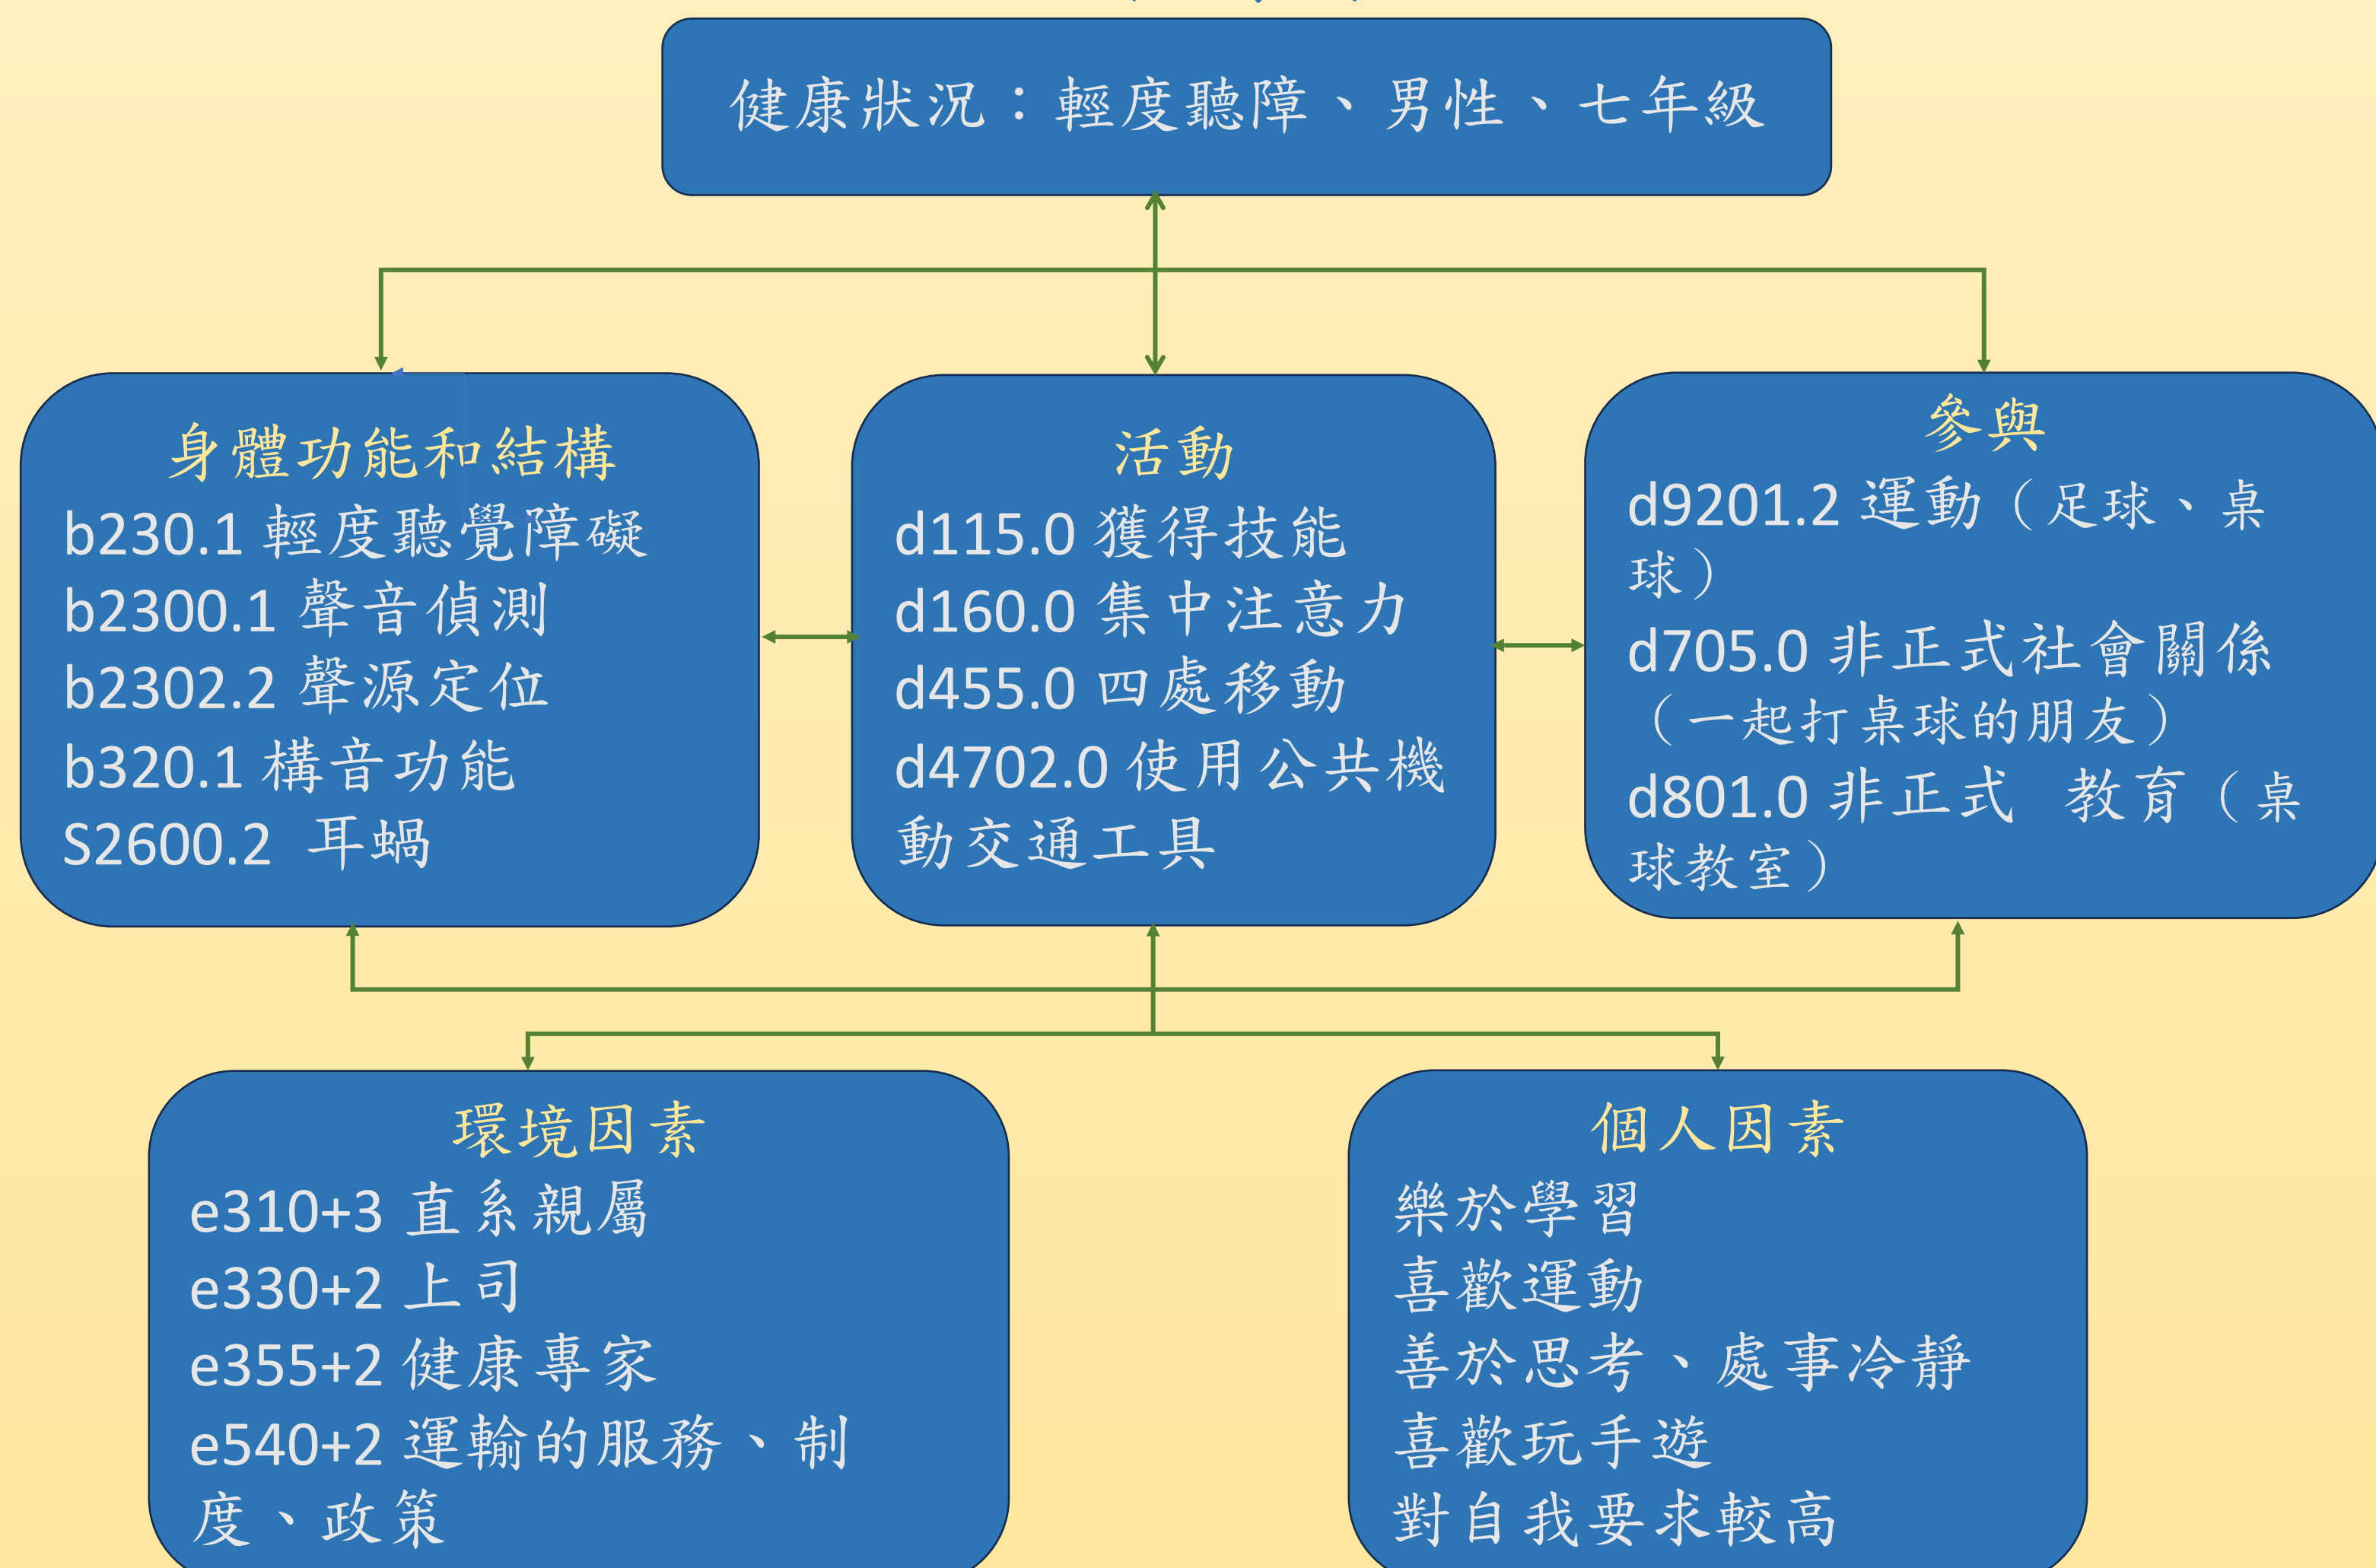 健康狀況：輕度聽障、男性、七年級
身體功能和結構
b230.1 輕度聽覺障礙
b2300.1 聲音偵測
b2302.2 聲源定位
b320.1 構音功能
S2600.2 耳蝸
活動
d115.0 獲得技能
d160.0 集中注意力
d455.0 四處移動
d4702.0 使用公共機
動交通工具
參與
d9201.2 運動（足球、桌
球）
d705.0 非正式社會關係
（一起打桌球的朋友）
d801.0 非正式 教育（桌
球教室）
環境因素
e310+3 直系親屬
e330+2 上司
e355+2 健康專家
e540+2 運輸的服務、制
度、政策
個人因素
樂於學習
喜歡運動
善於思考、處事冷靜
喜歡玩手遊
對自我要求較高